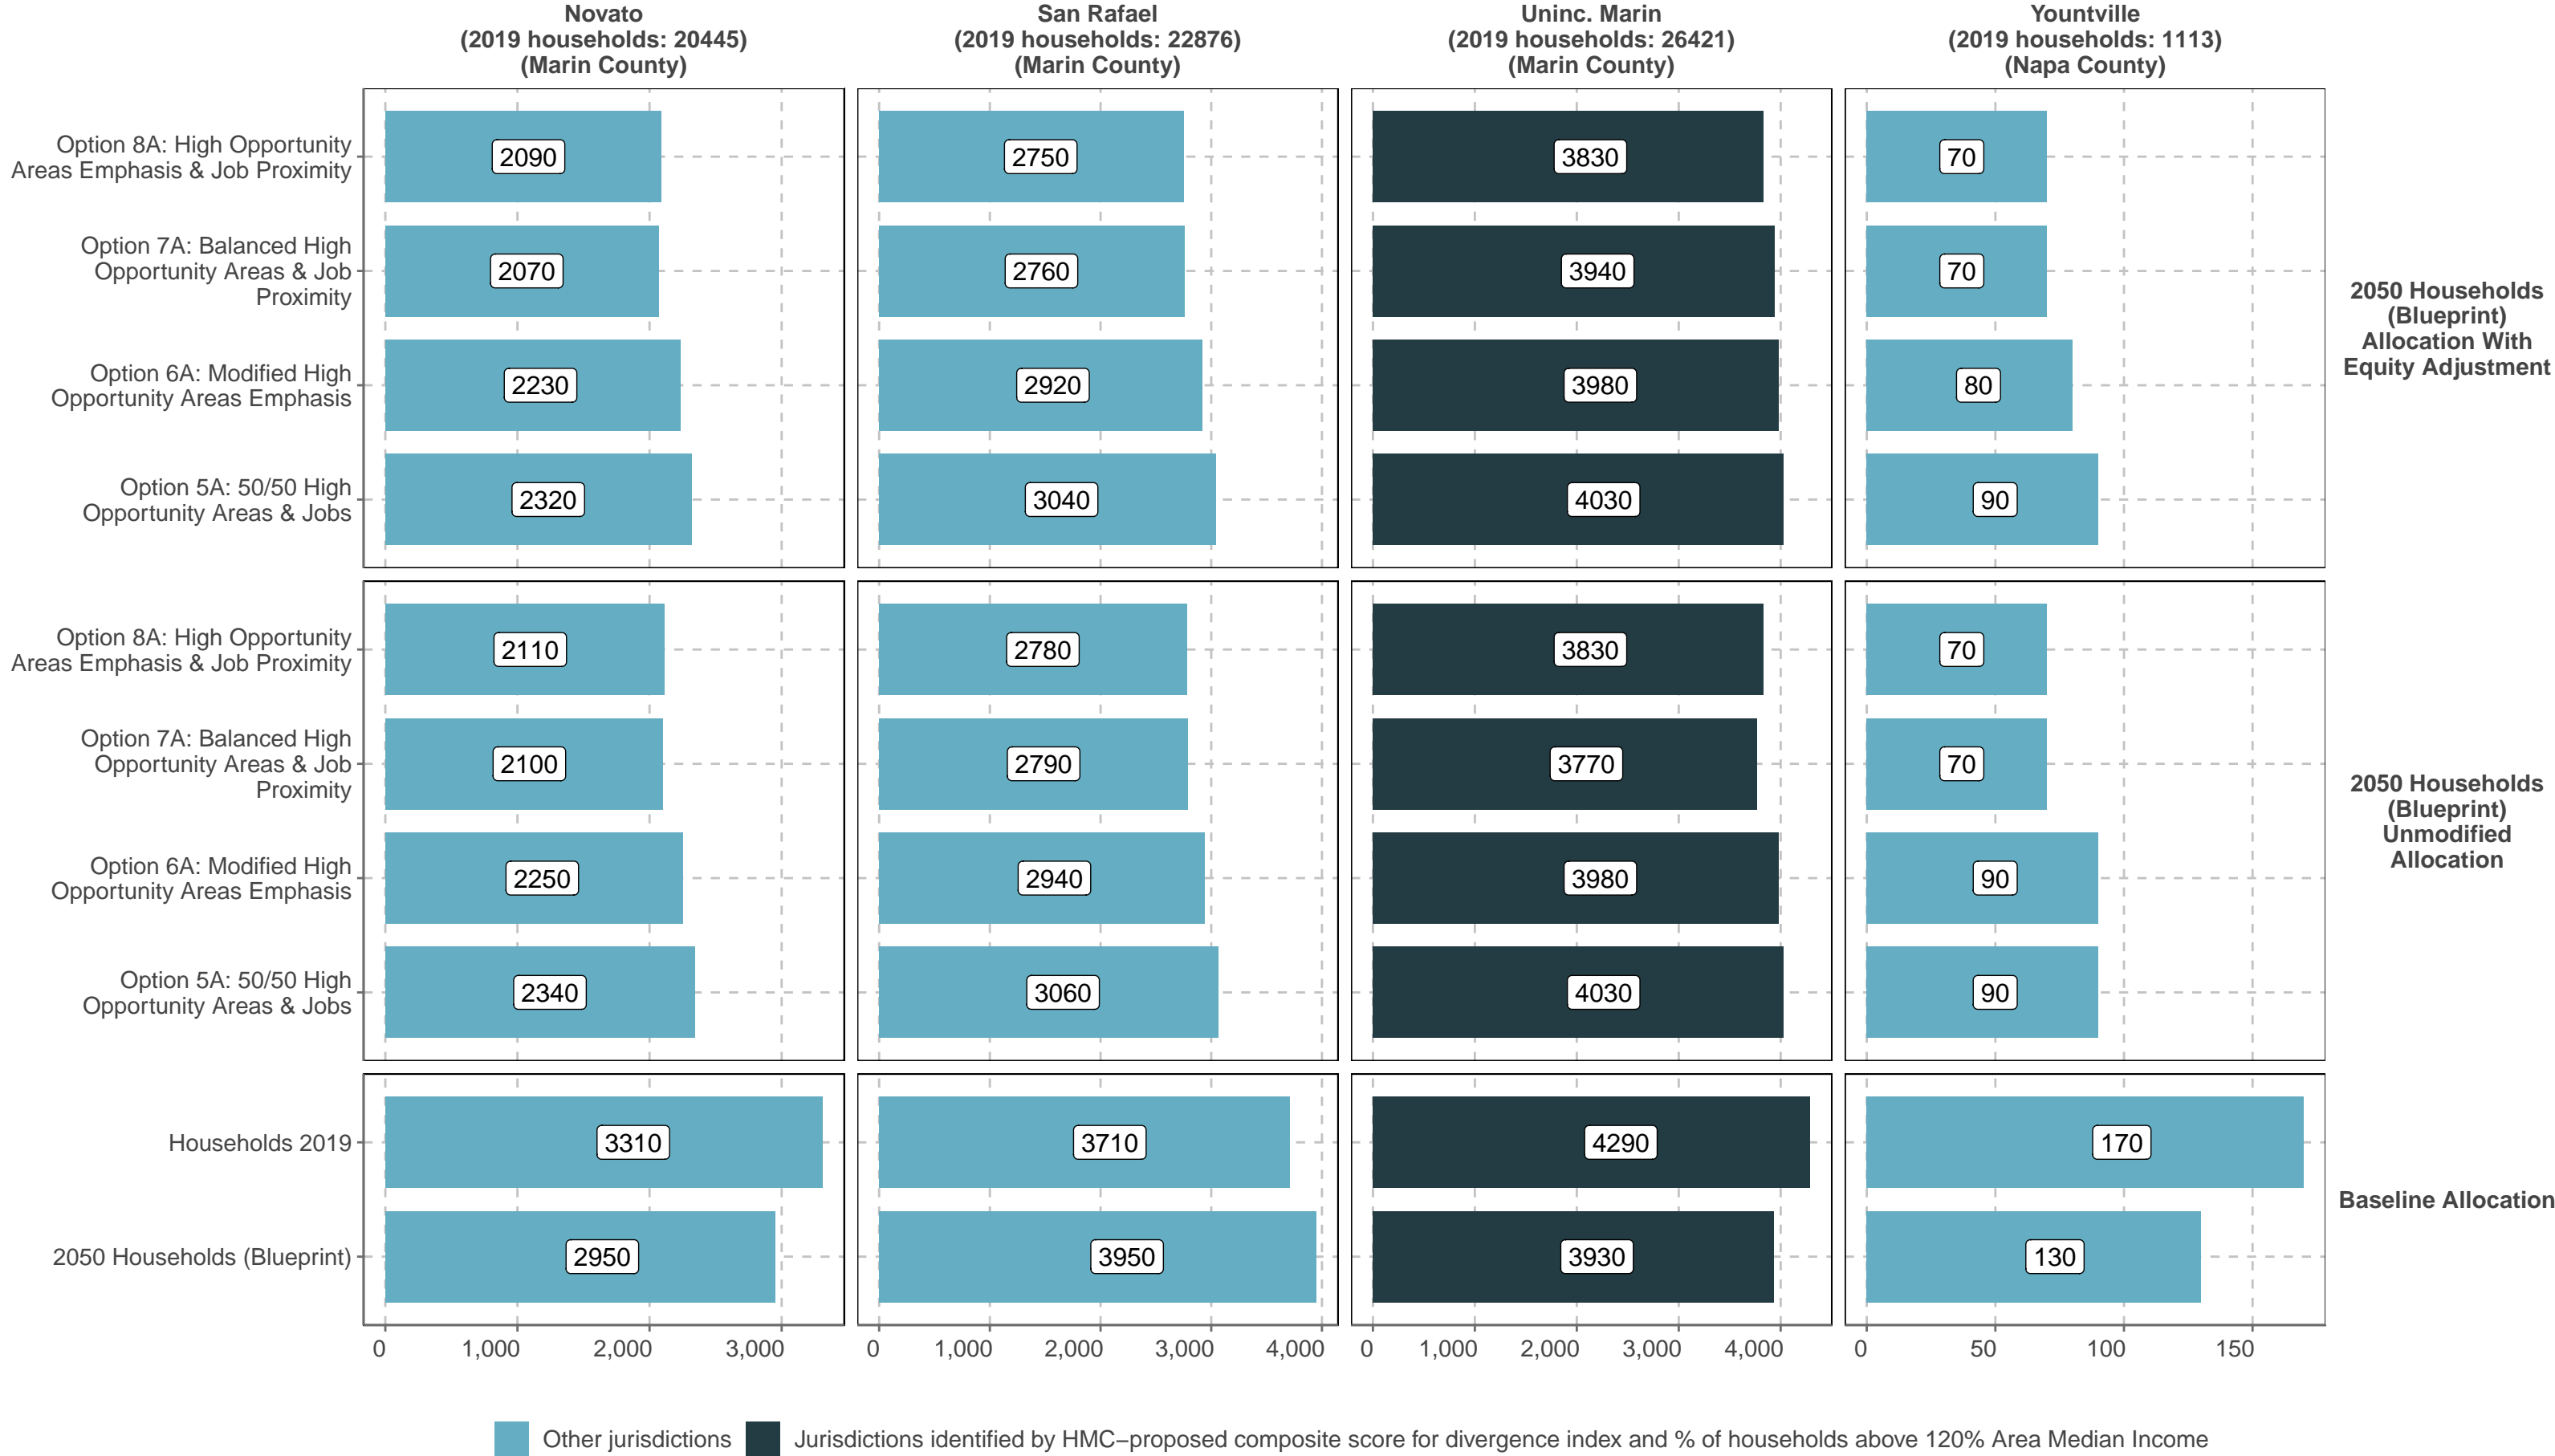 Novato
(2019 households: 20445)
(Marin County)
San Rafael
(2019 households: 22876)
(Marin County)
Uninc. Marin
(2019 households: 26421)
(Marin County)
Yountville
(2019 households: 1113)
(Napa County)
Option 8A: High Opportunity
Areas Emphasis & Job Proximity
2090
2750
3830
70
Option 7A: Balanced High
Opportunity Areas & Job
Proximity
2070
2760
3940
70
Option 6A: Modified High
Opportunity Areas Emphasis
2230
2920
3980
80
Option 5A: 50/50 High
Opportunity Areas & Jobs
2320
3040
4030
90
2050 Households
(Blueprint)
Allocation With
Equity Adjustment
Option 8A: High Opportunity
Areas Emphasis & Job Proximity
2110
2780
3830
70
Option 7A: Balanced High
Opportunity Areas & Job
Proximity
2100
2790
3770
70
Option 6A: Modified High
Opportunity Areas Emphasis
2250
2940
3980
90
Option 5A: 50/50 High
Opportunity Areas & Jobs
2340
3060
4030
90
2050 Households
(Blueprint)
Unmodified
Allocation
Households 2019
3310
3710
4290
170
2050 Households (Blueprint)
2950
3950
3930
130
Baseline Allocation
0 1,000 2,000 3,000
0 1,000 2,000 3,000 4,000
0 1,000 2,000 3,000 4,000
0 50 100 150
Other jurisdictions
Jurisdictions identified by HMC−proposed composite score for divergence index and % of households above 120% Area Median Income